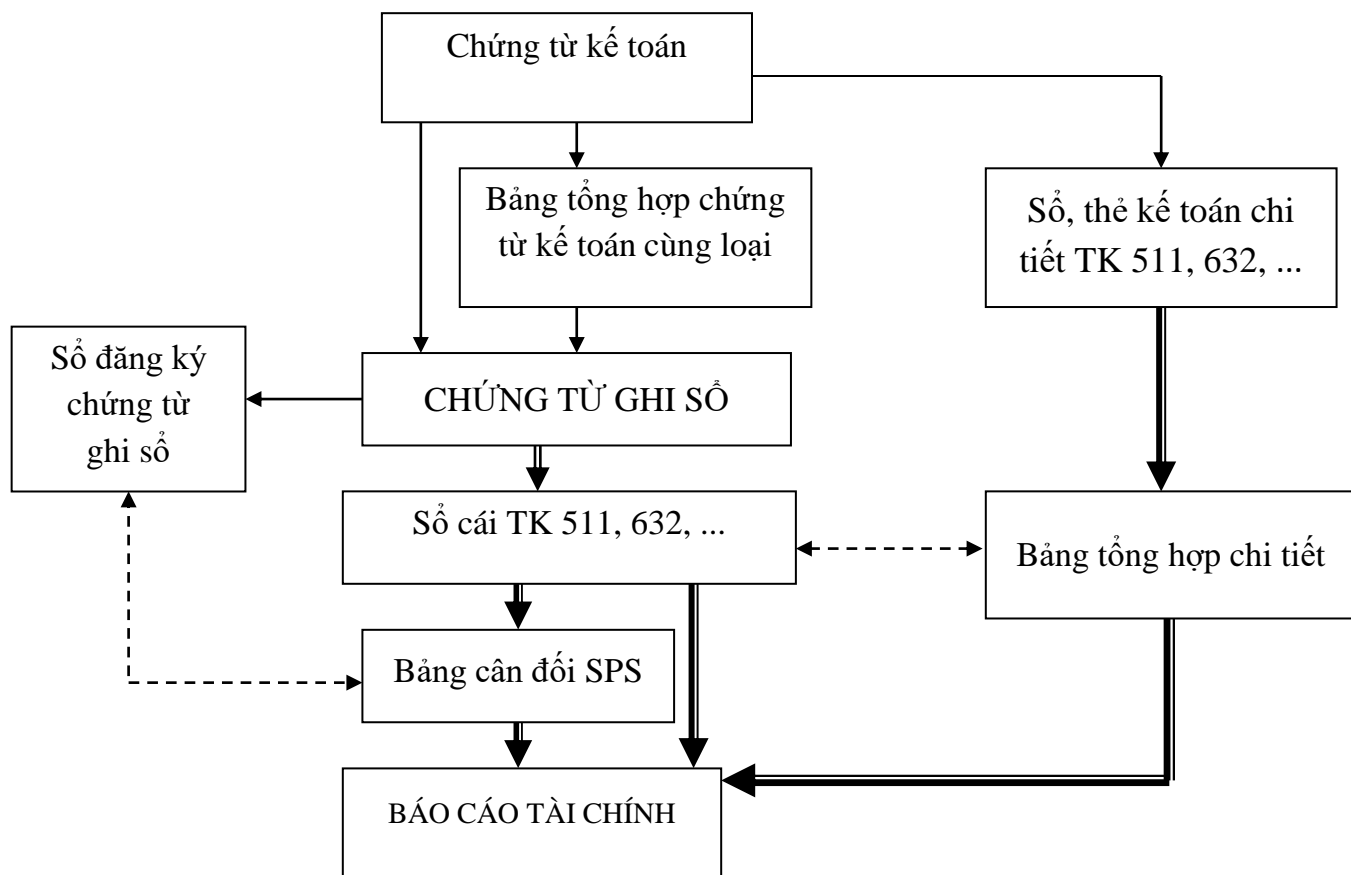 Chứng từ kế toán
Bảng tổng hợp chứng
từ kế toán cùng loại
Sổ, thẻ kế toán chi
tiết TK 511, 632, ...
Sổ đăng ký
chứng từ
ghi sổ
CHỨNG TỪ GHI SỔ
Sổ cái TK 511, 632, ...
Bảng tổng hợp chi tiết
Bảng cân đối SPS
BÁO CÁO TÀI CHÍNH